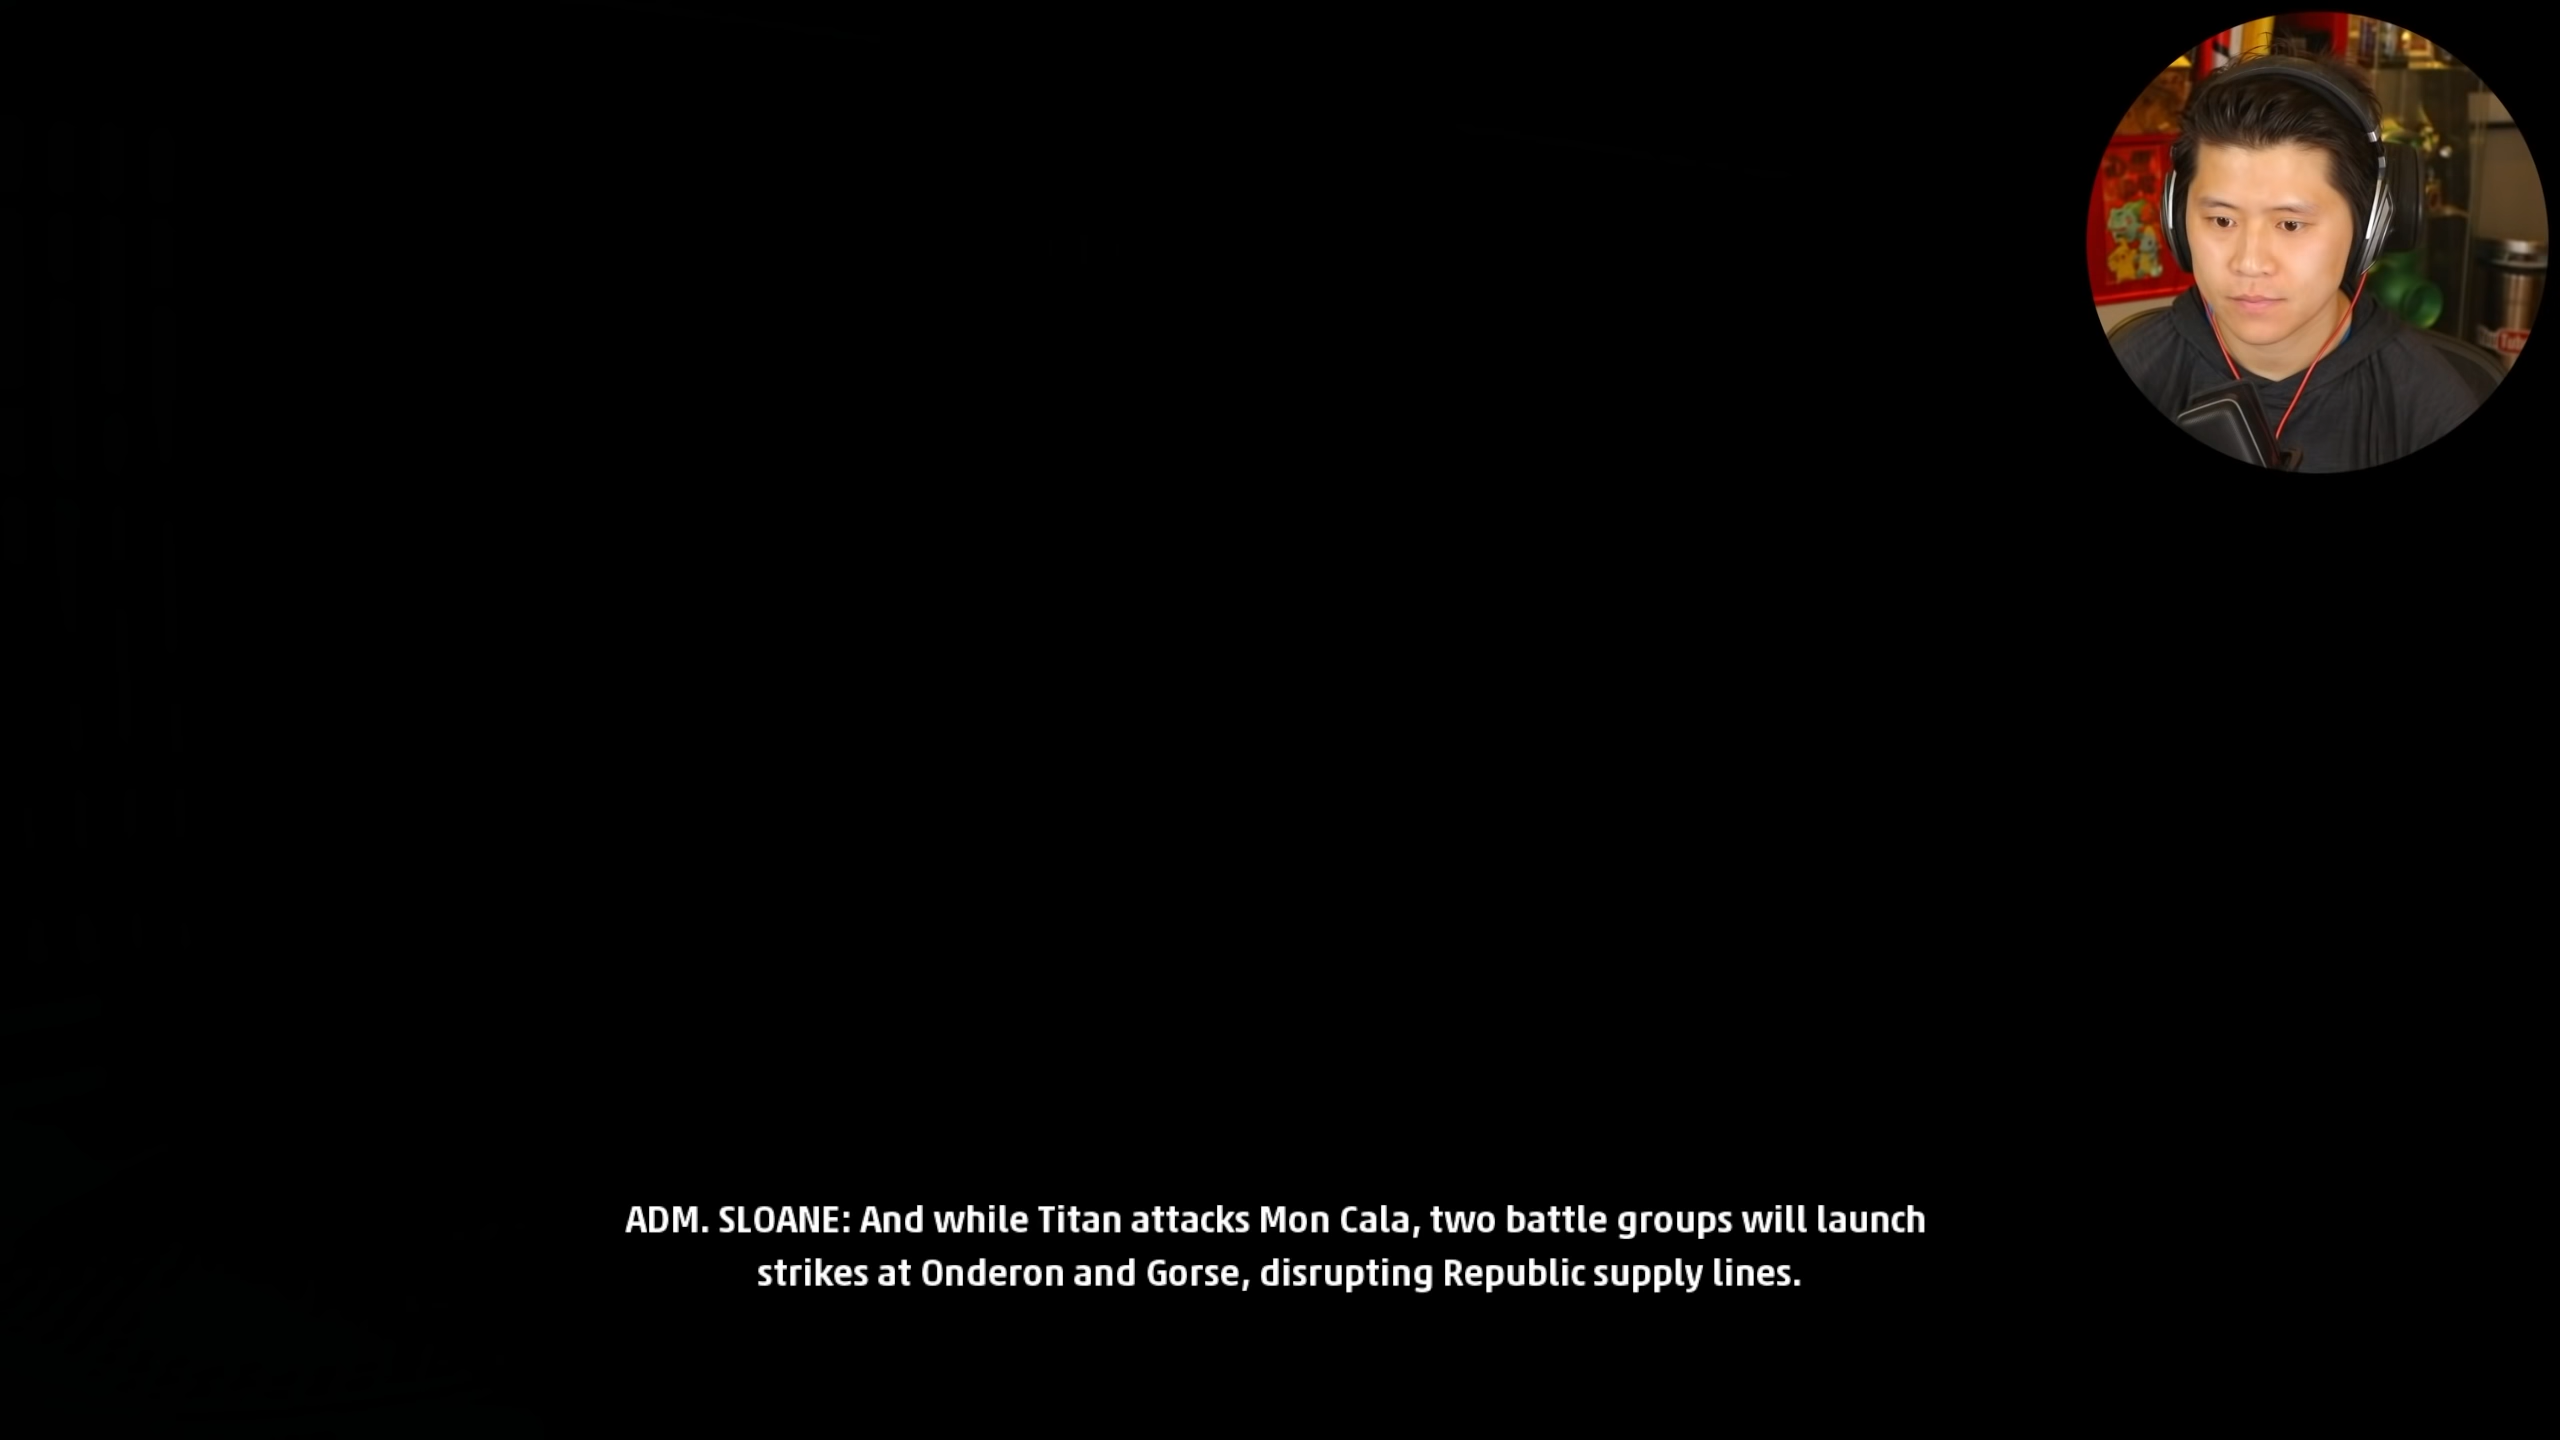 ADM. SLOANE: And while Titan attacks Mon Cala, two battle groups will launch
strikes at Onderon and Gorse, disrupting Republic supply lines.